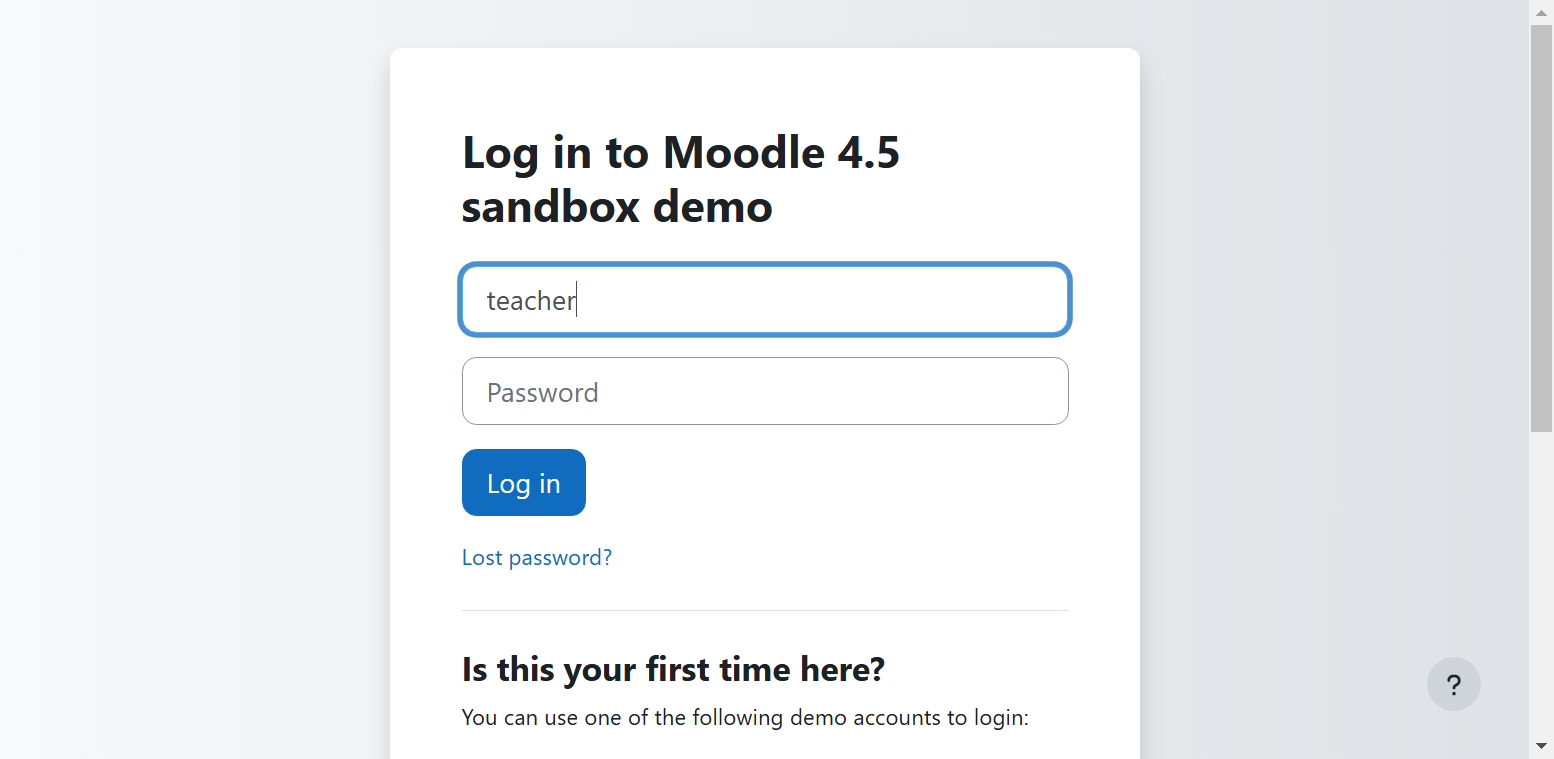 Log in to Moodle 4.5
sandbox demo
teacher
Password
Log in
Lost password?
Is this your first time here?
You can use one of the following demo accounts to login:
?